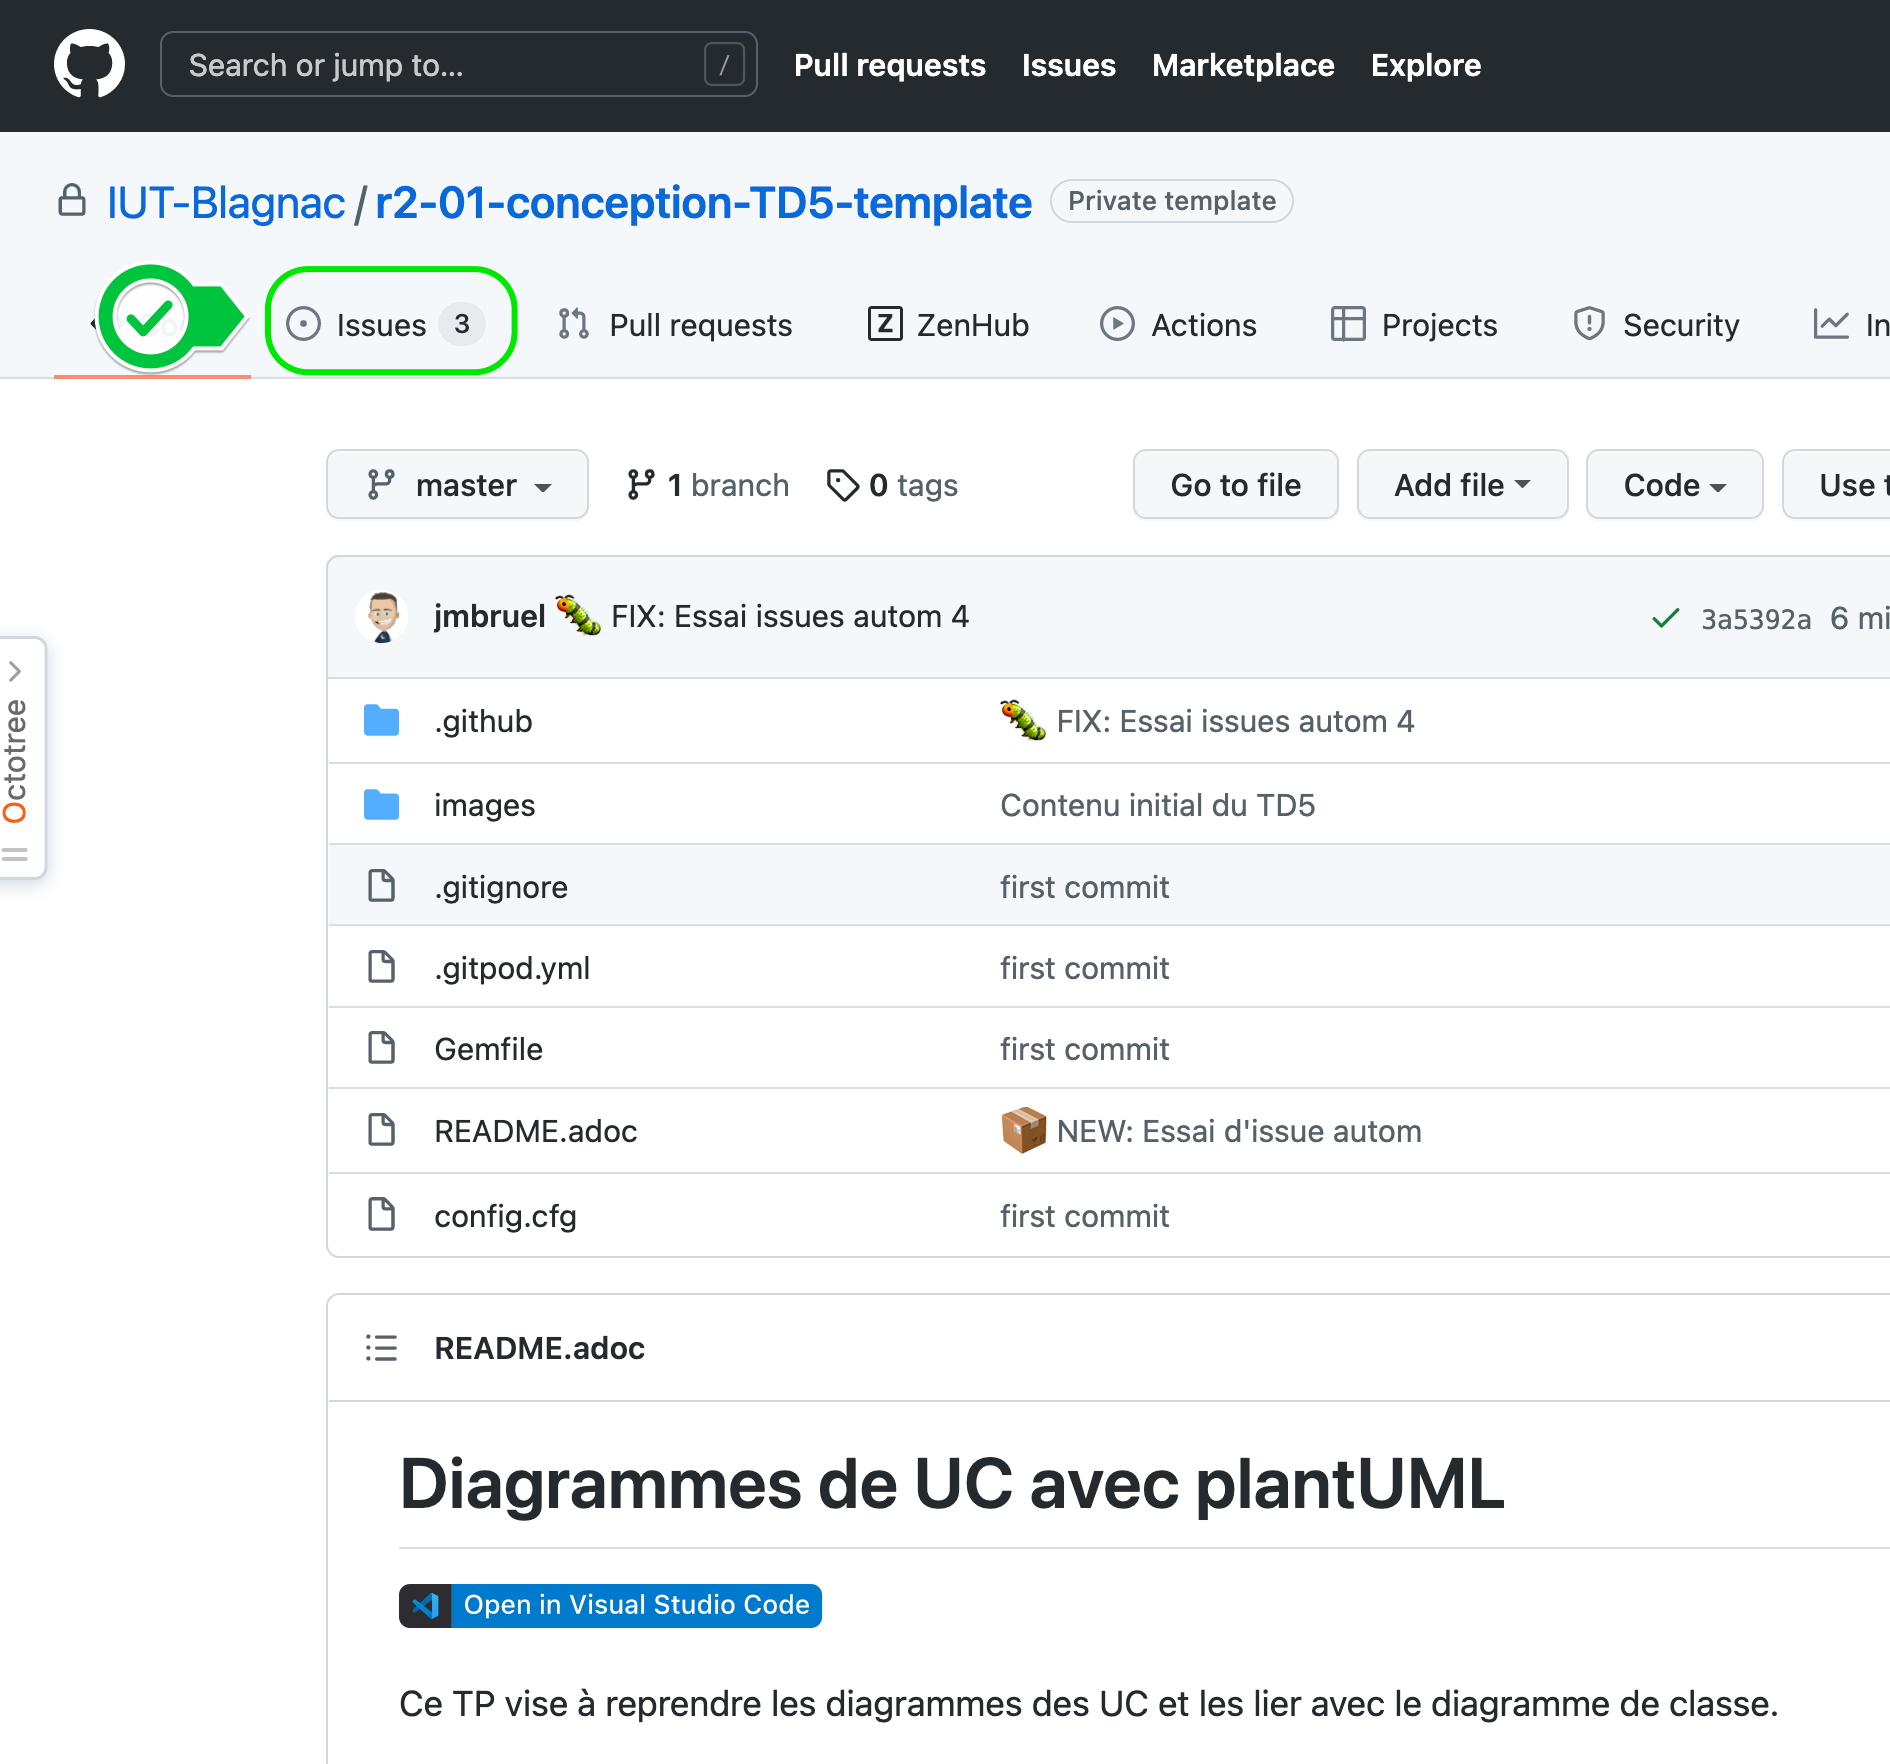 Search or jump to... / Pull requests Issues Marketplace Explore
IUT-Blagnac / r2-01-conception-TD5-template Private template
Issues 3 Pull requests Z ZenHub Actions Projects Security In
master 1 branch 0 tags Go to file Add file Code Use t
jmbruel FIX: Essai issues autom 4 3a5392a 6 mi
.github FIX: Essai issues autom 4
Octotree
images Contenu initial du TD5
.gitignore first commit
.gitpod.yml first commit
Gemfile first commit
README.adoc NEW: Essai d'issue autom
config.cfg first commit
README.adoc
Diagrammes de UC avec plantUML
Open in Visual Studio Code
Ce TP vise à reprendre les diagrammes des UC et les lier avec le diagramme de classe.